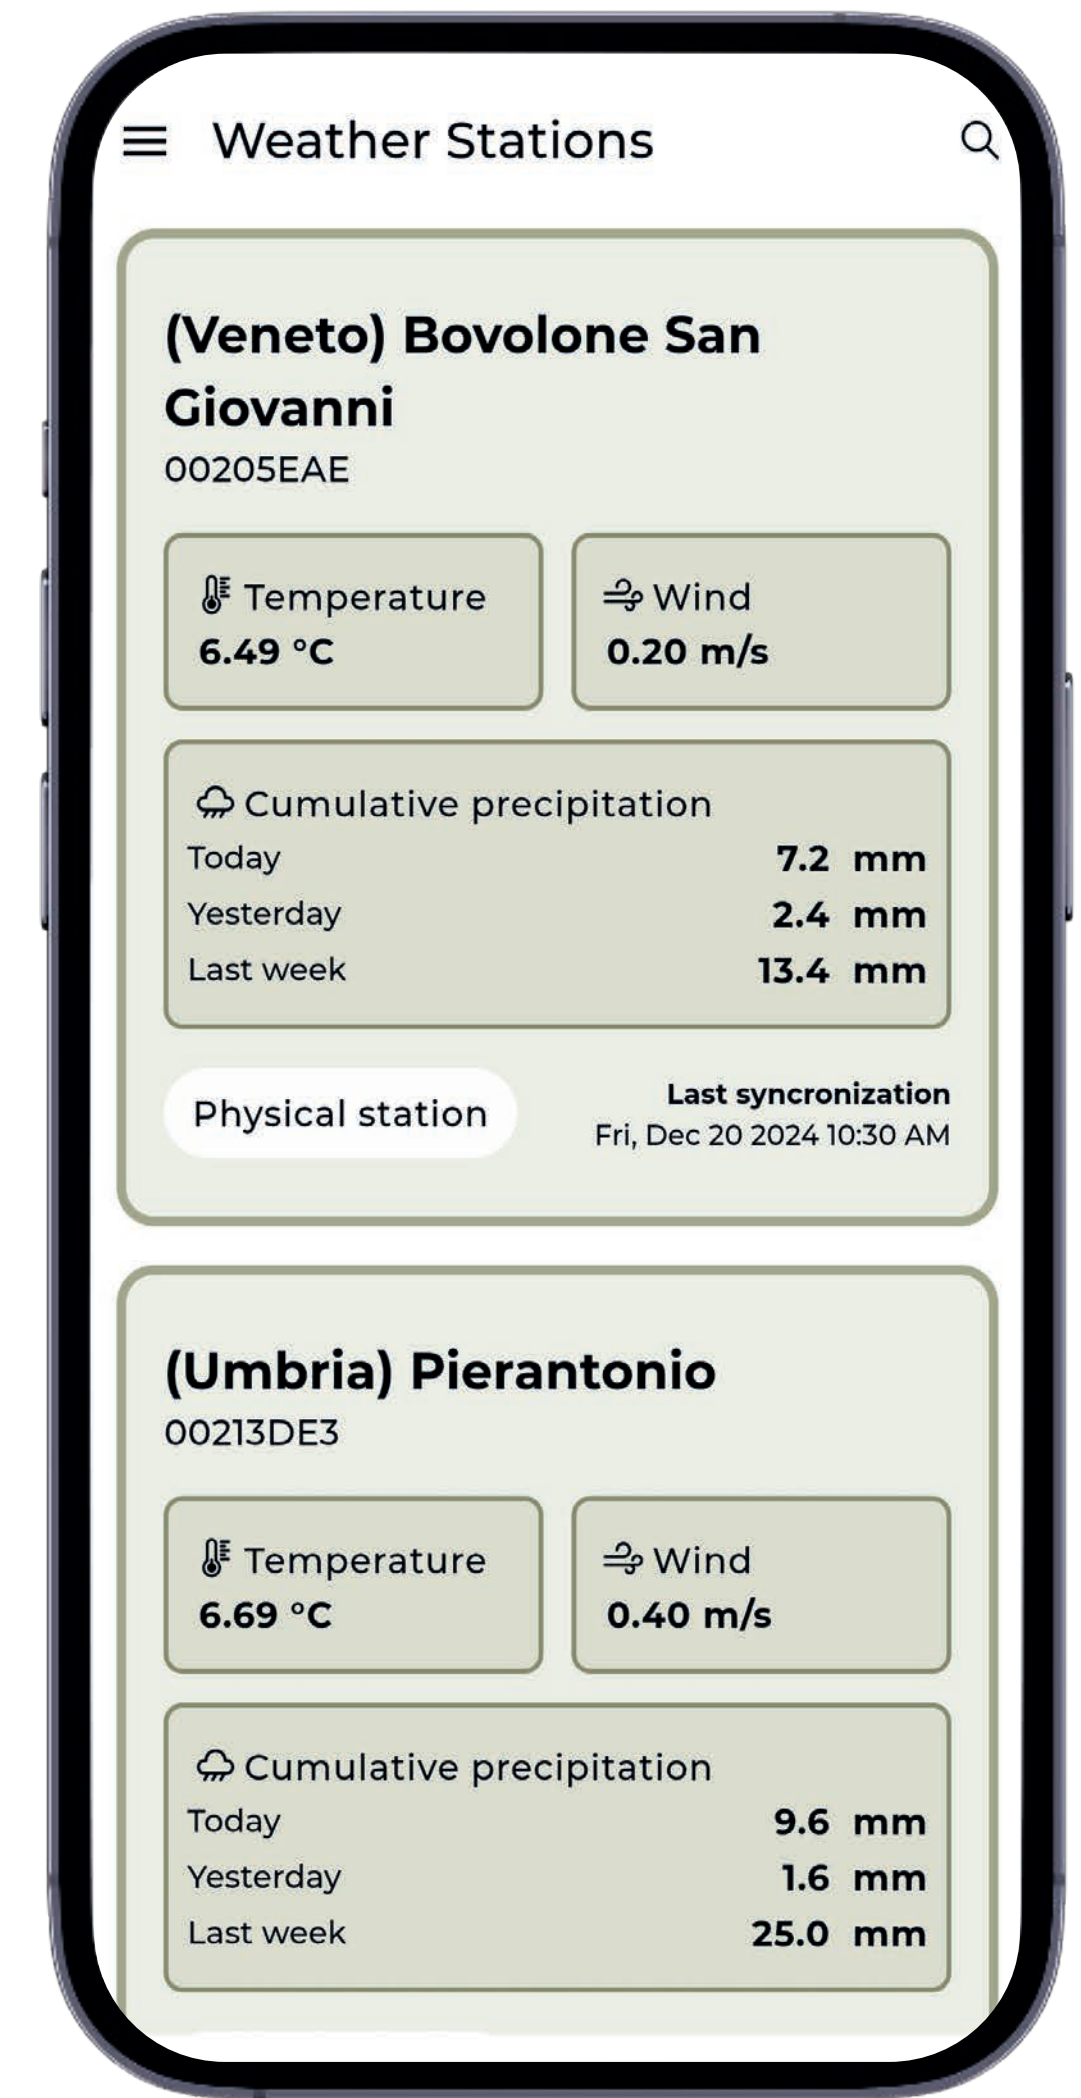 Weather Stations
(Veneto) Bovolone San
Giovanni
00205EAE
Temperature
6.49 °C
Wind
0.20 m/s
Cumulative precipitation
Today 7.2 mm
Yesterday 2.4 mm
Last week 13.4 mm
Physical station
Last syncronization
Fri, Dec 20 2024 10:30 AM
(Umbria) Pierantonio
00213DE3
Temperature
6.69 °C
Wind
0.40 m/s
Cumulative precipitation
Today 9.6 mm
Yesterday 1.6 mm
Last week 25.0 mm